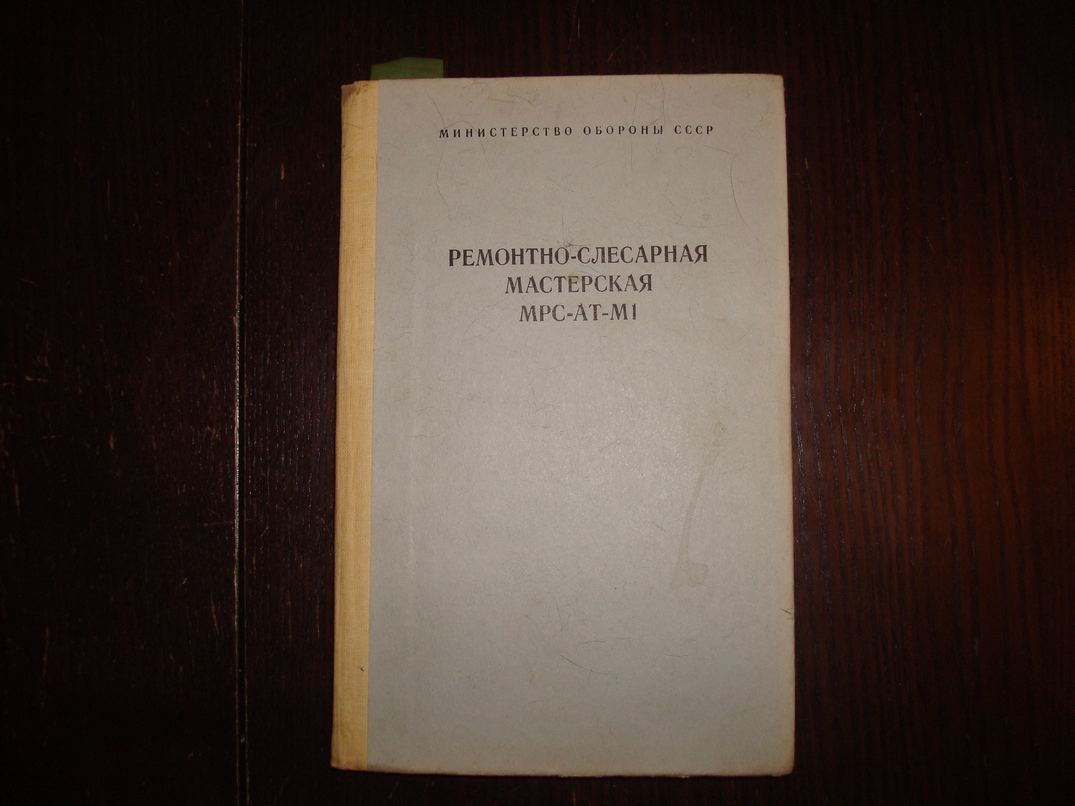 МИНИСТЕРСТВО ОБОРОНЫ СССР
РЕМОНТНО-СЛЕСАРНАЯ
МАСТЕРСКАЯ
МРС-АТ-М1